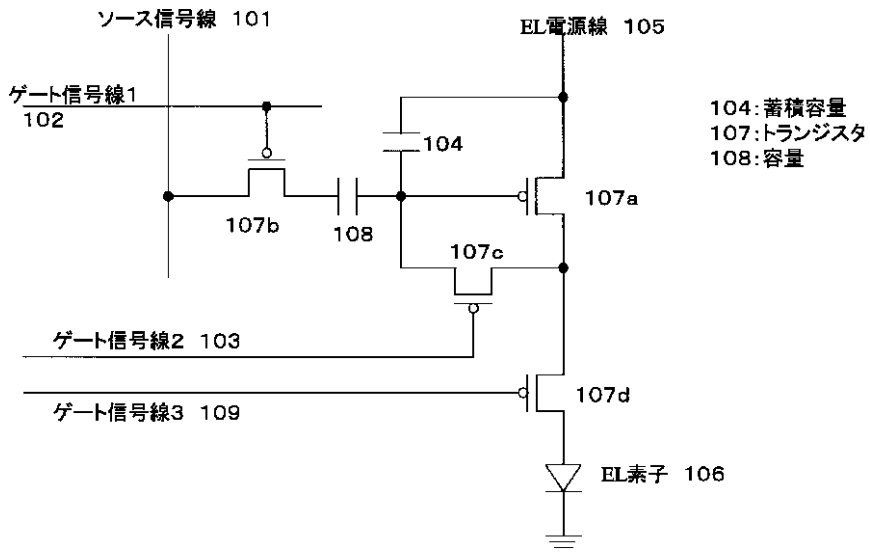 ソース信号線 101
EL電源線 105
ゲート信号線1
102
104:蓄積容量
107:トランジスタ
108:容量
104
107a
107b
108
107c
ゲート信号線2 103
107d
ゲート信号線3 109
EL素子 106